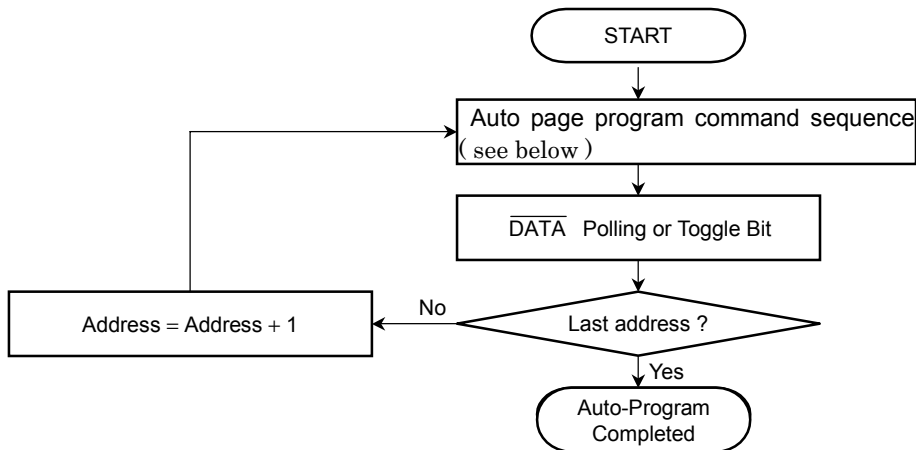 START
Auto page program command sequence
( see below )
DATA Polling or Toggle Bit
Address = Address + 1
No
Last address ?
Yes
Auto-Program
Completed